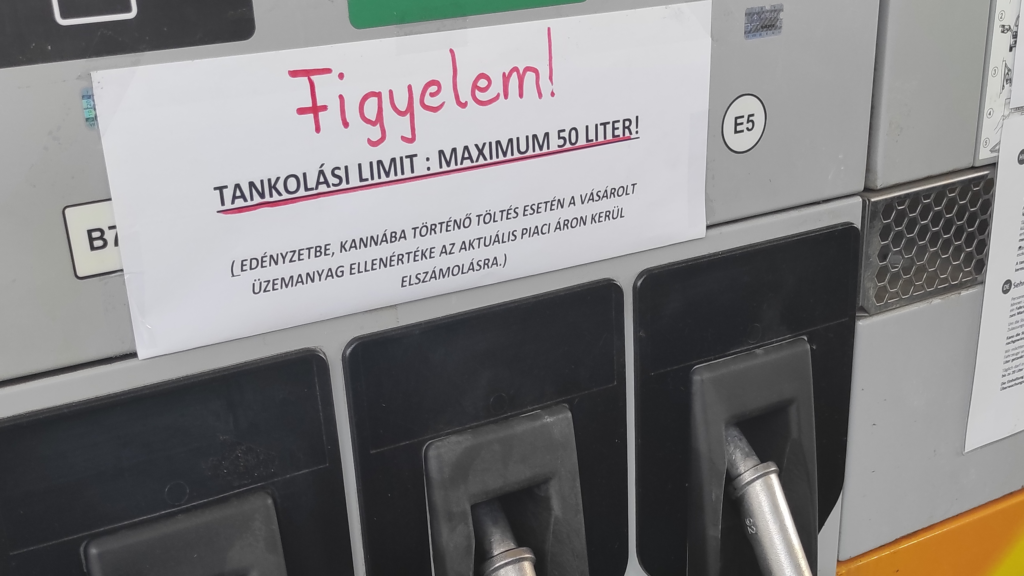 Figyelem!
TANKOLÁSI LIMIT : MAXIMUM 50 LITER!
( EDÉNYZETBE, KANNÁBA TÖRTÉNŐ TÖLTÉS ESETÉN A VÁSÁROLT
ÜZEMANYAG ELLENÉRTÉKE AZ AKTUÁLIS PIACI ÁRON KERÜL
ELSZÁMOLÁSRA.)
B7
E5